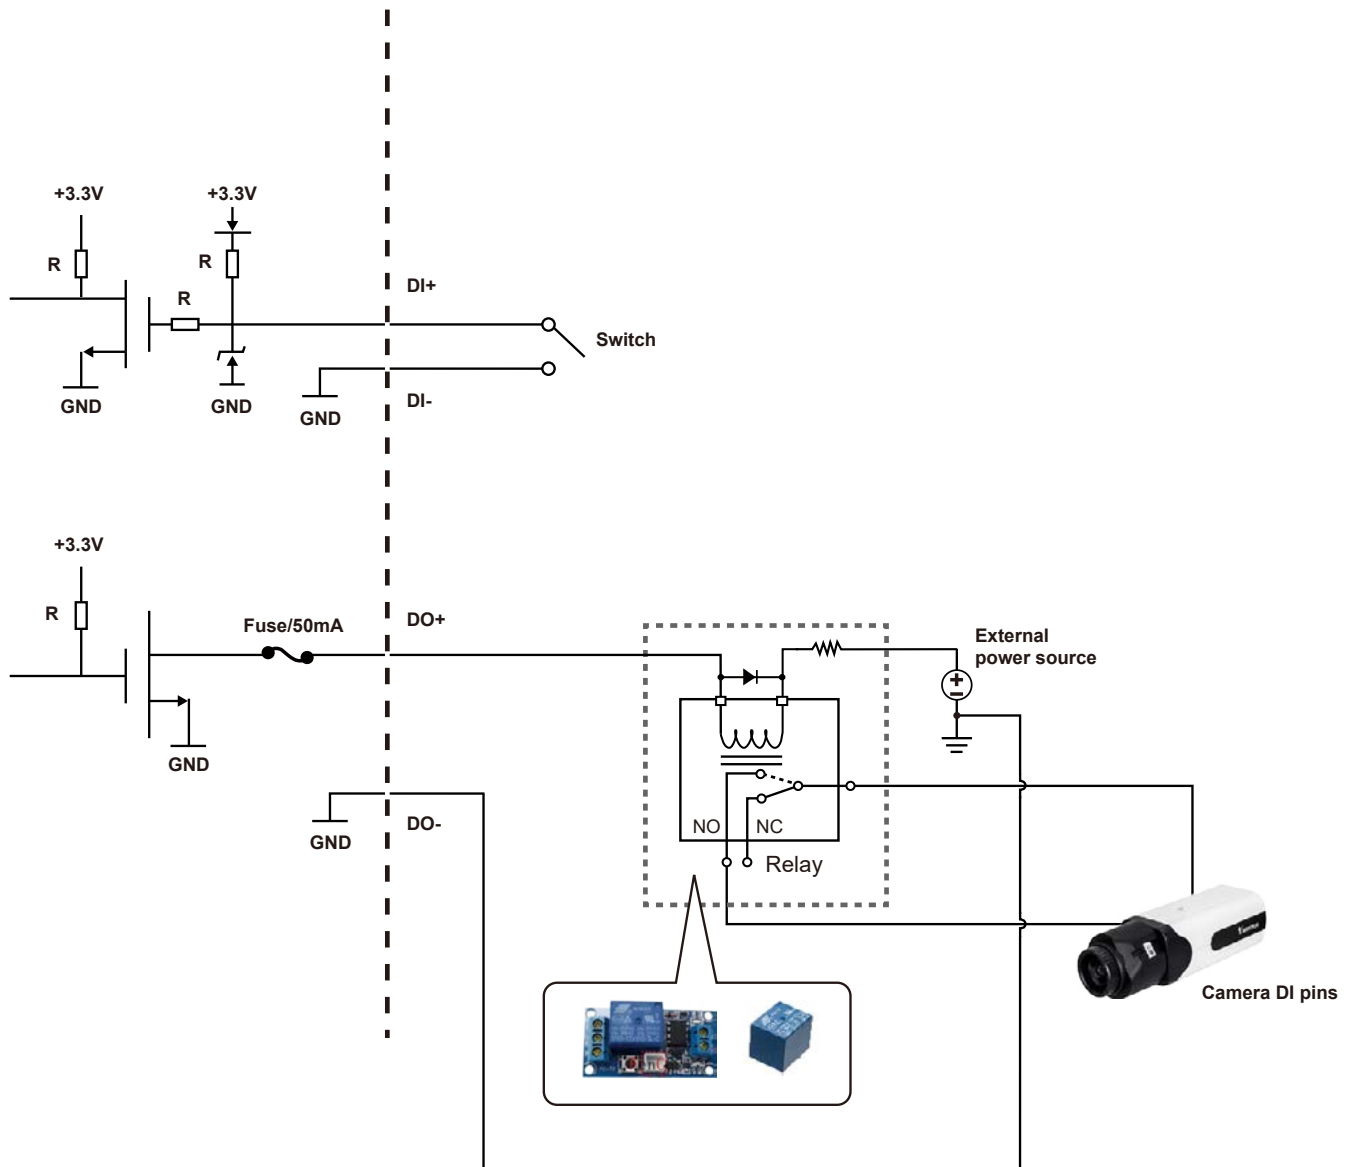 +3.3V
+3.3V
R
R
R
DI+
Switch
GND
GND
GND
DI-
+3.3V
R
Fuse/50mA
DO+
External
power source
GND
GND
DO-
NO
NC
Relay
Camera DI pins